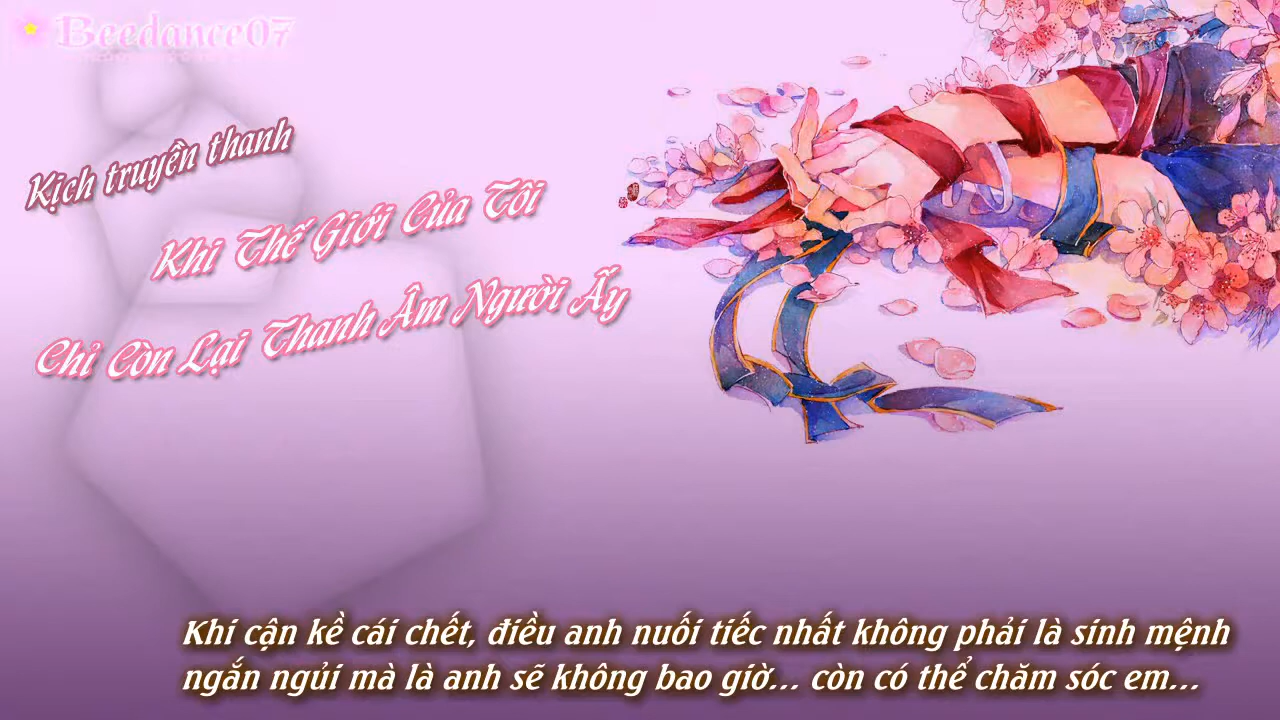 Beedance07
Kịch truyền thanh
Khi Thế Giới Của Tôi
Chỉ Còn Lại Thanh Âm Người Ấy
Khi cận kề cái chết, điều anh nuối tiếc nhất không phải là sinh mệnh
ngắn ngủi mà là anh sẽ không bao giờ... còn có thể chăm sóc em...